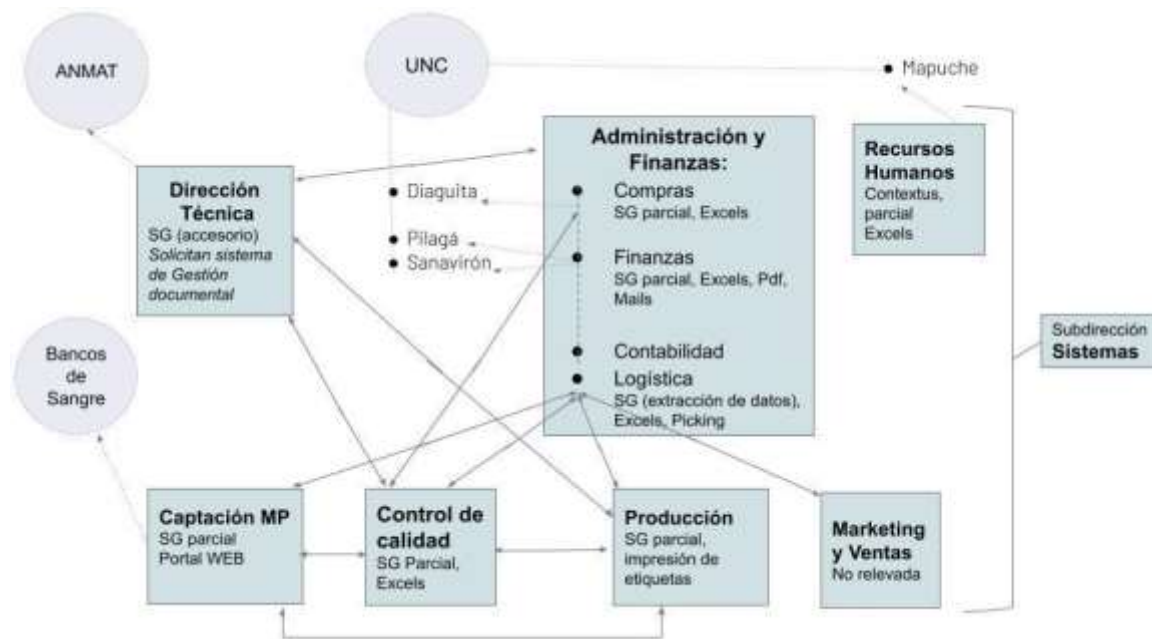 ANMAT
UNC
Mapuche
Administración y
Finanzas:
Compras
SG parcial, Excels
Finanzas
SG parcial, Excels, Pdf,
Mails
Contabilidad
Logística
SG (extracción de datos),
Excels, Picking
Recursos
Humanos
Contextus,
parcial
Excels
Dirección
Técnica
SG (accesorio)
Solicitan sistema
de Gestión
documental
Diaguita
Pilagá
Sanavirón
Subdirección
Sistemas
Bancos
de
Sangre
Captación MP
SG parcial
Portal WEB
Control de
calidad
SG Parcial,
Excels
Producción
SG parcial,
impresión de
etiquetas
Marketing
y Ventas
No relevada